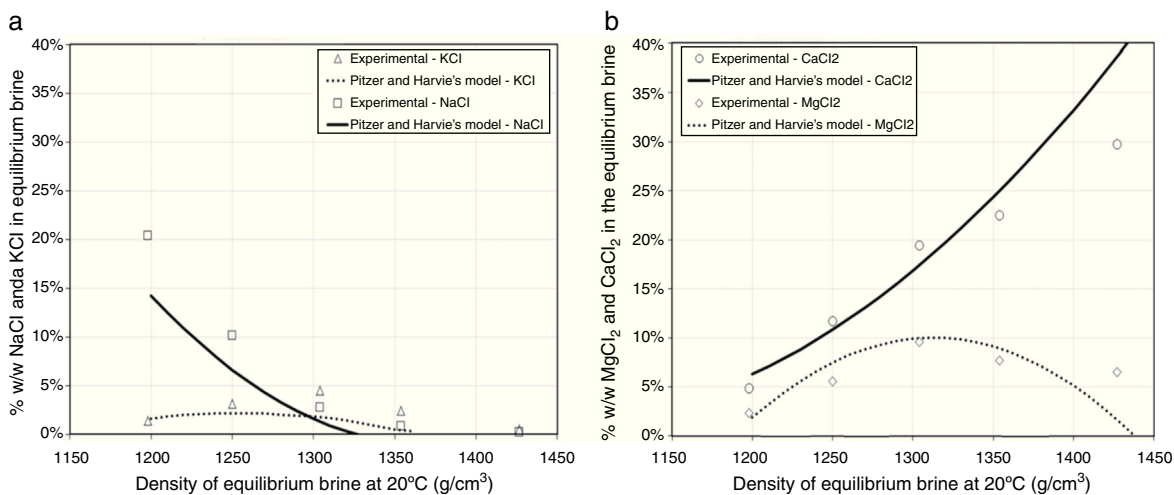 a
% w/w NaCl anda KCl in equilibrium brine
40%
35%
30%
25%
20%
15%
10%
5%
0%
Experimental - KCl
Pitzer and Harvie's model - KCl
Experimental - NaCl
Pitzer and Harvie's model - NaCl
1150 1200 1250 1300 1350 1400 1450
Density of equilibrium brine at 20ºC (g/cm³)
b
% w/w MgCl₂ and CaCl₂ in the equilibrium brine
40%
35%
30%
25%
20%
15%
10%
5%
0%
Experimental - CaCl2
Pitzer and Harvie's model - CaCl2
Experimental - MgCl2
Pitzer and Harvie's model - MgCl2
1150 1200 1250 1300 1350 1400 1450
Density of equilibrium brine at 20ºC (g/cm³)